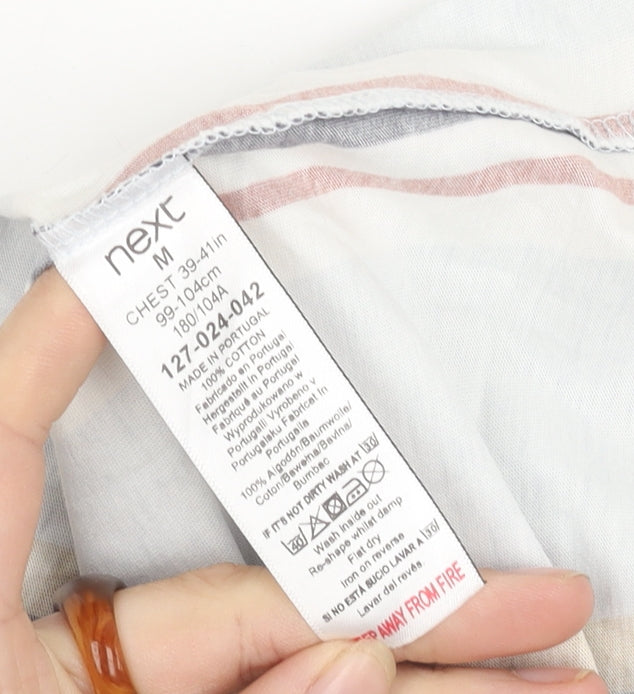 next
M
CHEST 39-41in
99-104cm
180/104A
127-024-042
MADE IN PORTUGAL
100% COTTON
Fabricado en Portugal
Hergestellt in Portugal
Fabriqué au Portugal
Wyprodukowano w
Portugalii Vyrobeno v
Portugalsku Fabricat în
Portugalia
100% Algodón/Baumwolle/
Coton/Bawełna/Bavlna/
Bumbac
IF IT'S NOT DIRTY WASH AT 30
40
Wash inside out
Re-shape whilst damp
Flat dry
Iron on reverse
SI NO ESTÁ SUCIO LAVAR A 30
Lavar del revés.
AWAY FROM FIRE